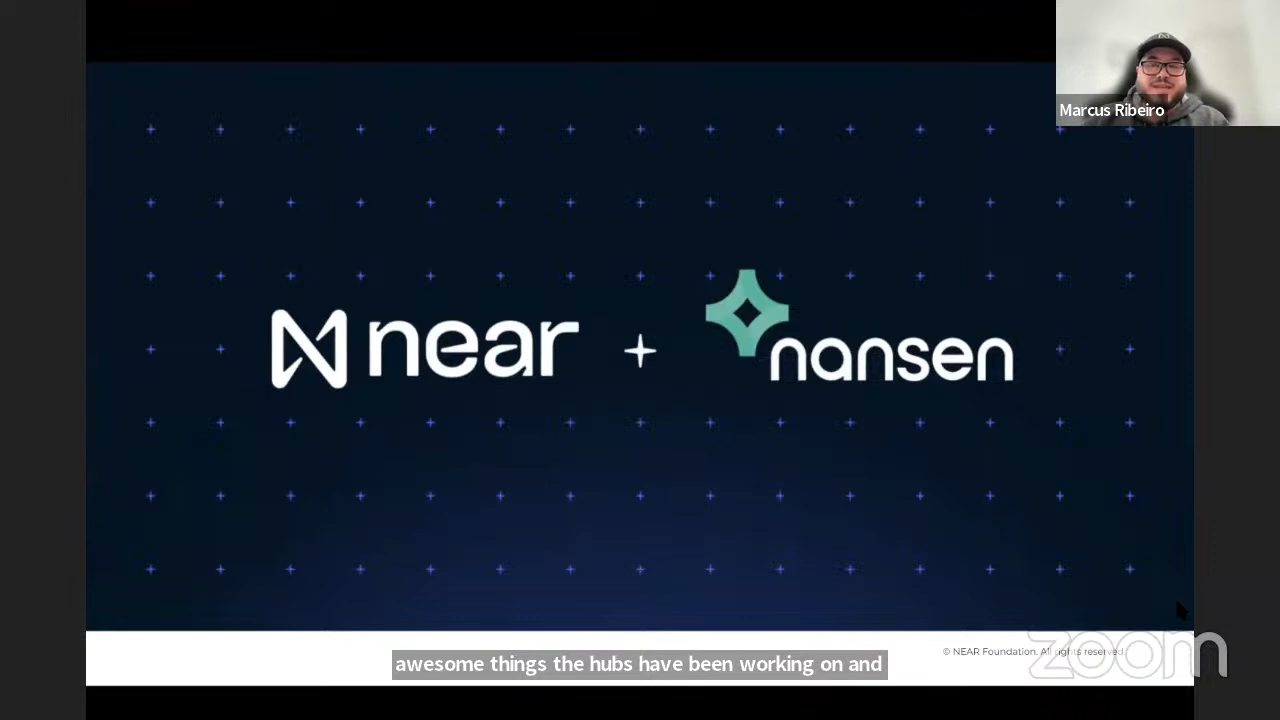 Marcus Ribeiro
near + nansen
© NEAR Foundation. All rights reserved.
zoom
awesome things the hubs have been working on and